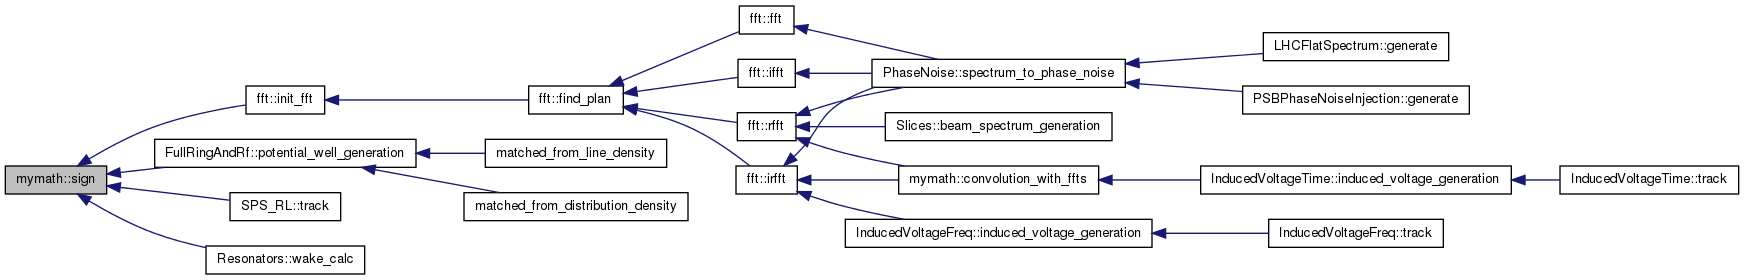 mymath::sign
fft::init_fft
FullRingAndRf::potential_well_generation
SPS_RL::track
Resonators::wake_calc
fft::find_plan
matched_from_line_density
matched_from_distribution_density
fft::fft
fft::ifft
fft::rfft
fft::irfft
PhaseNoise::spectrum_to_phase_noise
Slices::beam_spectrum_generation
mymath::convolution_with_ffts
InducedVoltageFreq::induced_voltage_generation
LHCFlatSpectrum::generate
PSBPhaseNoiseInjection::generate
InducedVoltageTime::induced_voltage_generation
InducedVoltageFreq::track
InducedVoltageTime::track